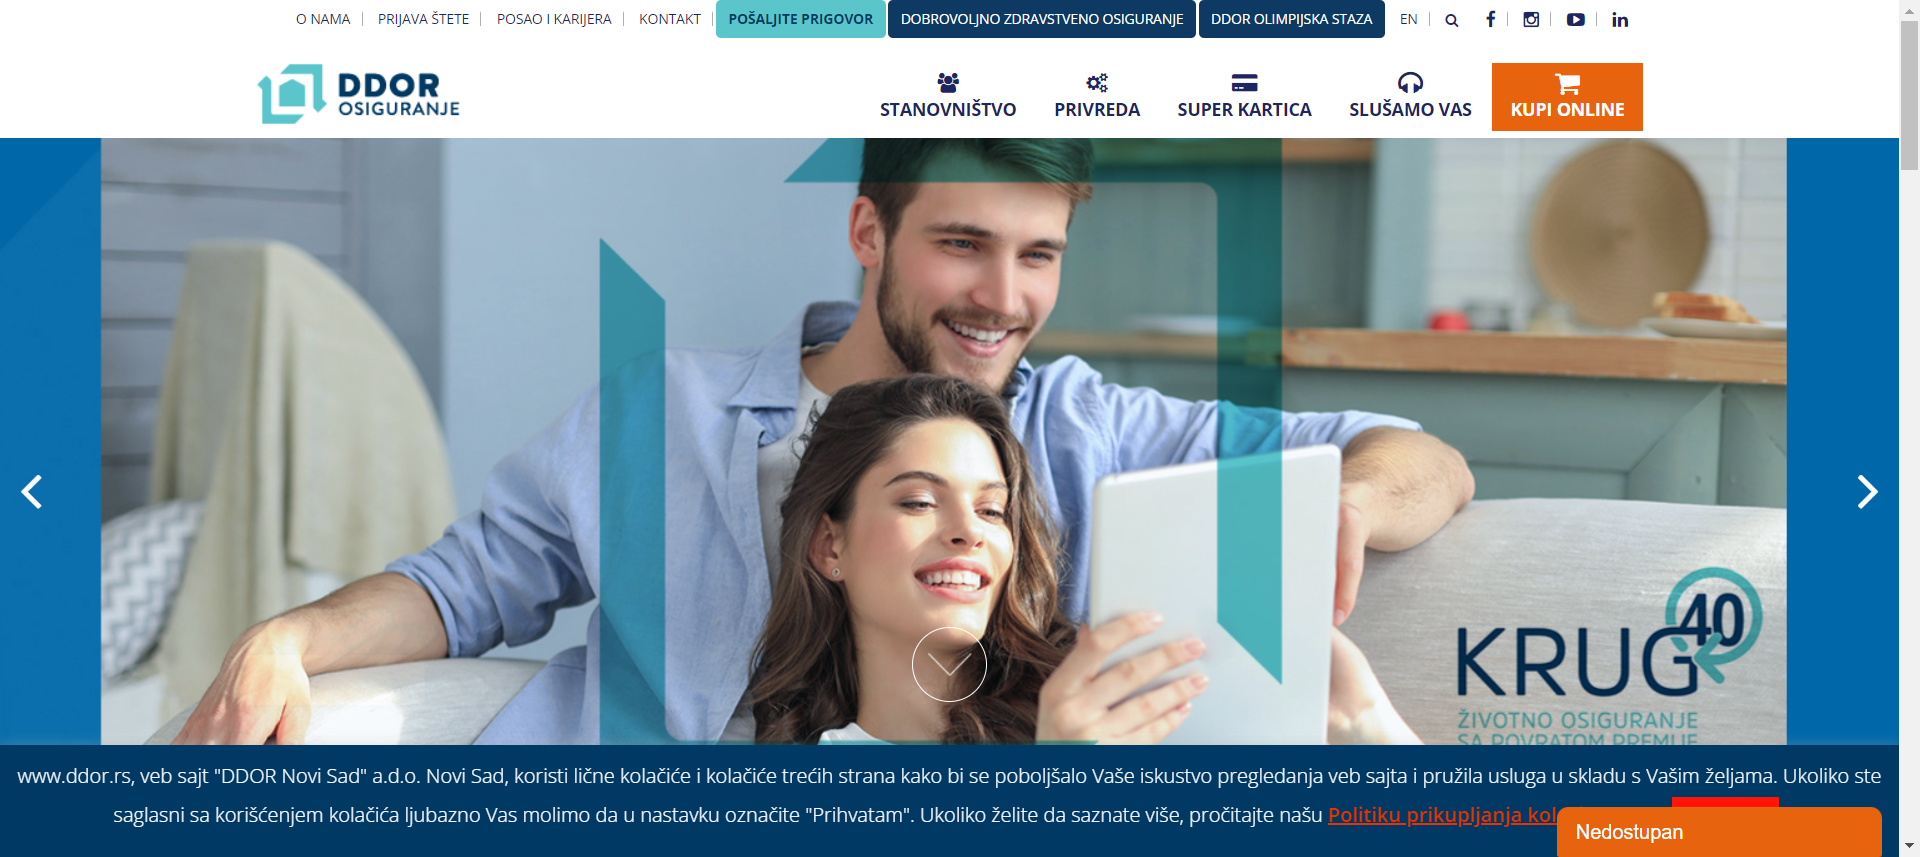 O NAMA
PRIJAVA ŠTETE
POSAO I KARIJERA
KONTAKT
POŠALJITE PRIGOVOR
DOBROVOLJNO ZDRAVSTVENO OSIGURANJE
DDOR OLIMPIJSKA STAZA
EN
DDOR
OSIGURANJE
STANOVNIŠTVO
PRIVREDA
SUPER KARTICA
SLUŠAMO VAS
KUPI ONLINE
40
KRUG
ŽIVOTNO OSIGURANJE
SA POVRATOM PREMIJE
www.ddor.rs, veb sajt "DDOR Novi Sad" a.d.o. Novi Sad, koristi lične kolačiće i kolačiće trećih strana kako bi se poboljšalo Vaše iskustvo pregledanja veb sajta i pružila usluga u skladu s Vašim željama. Ukoliko ste
saglasni sa korišćenjem kolačića ljubazno Vas molimo da u nastavku označite "Prihvatam". Ukoliko želite da saznate više, pročitajte našu Politiku prikupljanja kol
Nedostupan